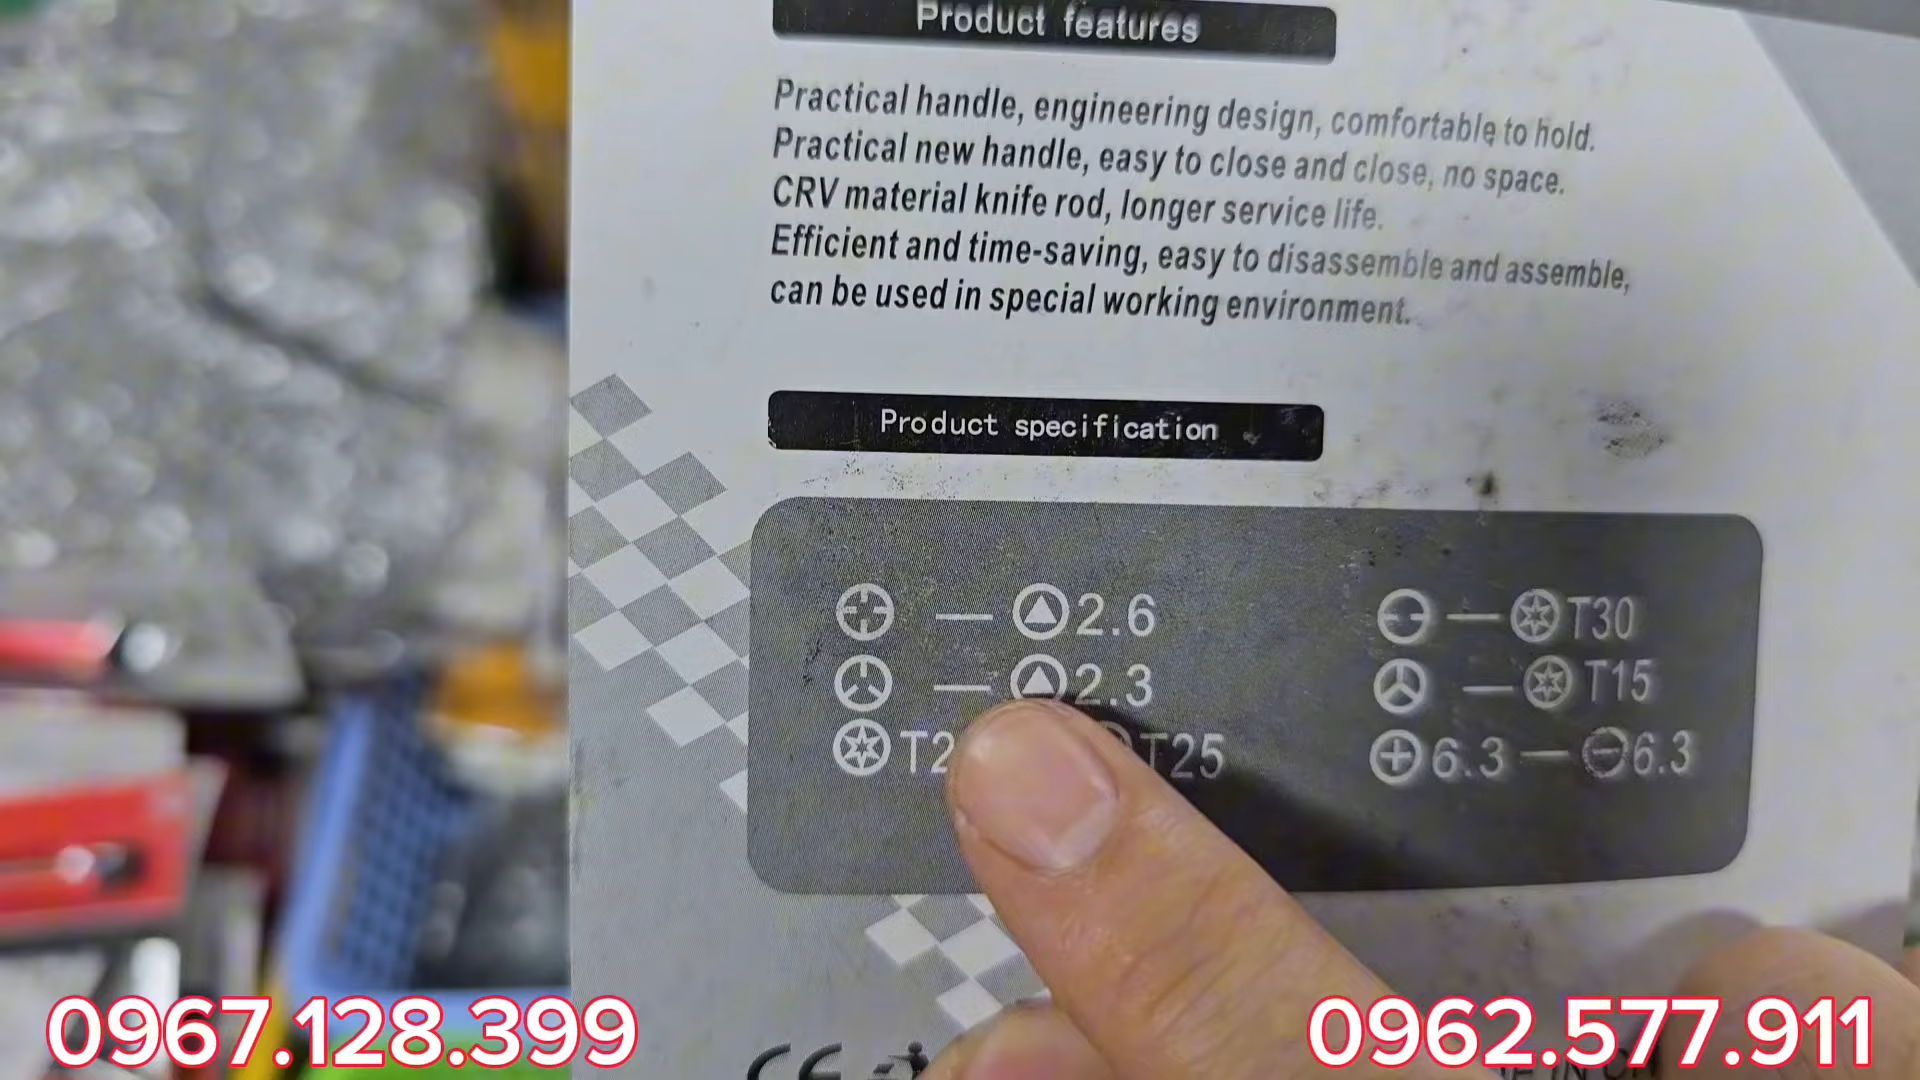 Product features
Practical handle, engineering design, comfortable to hold.
Practical new handle, easy to close and close, no space.
CRV material knife rod, longer service life.
Efficient and time-saving, easy to disassemble and assemble,
can be used in special working environment.
Product specification
— 2.6 — T30
— 2.3 — T15
T25 6.3 — 6.3
CE
0967.128.399 0962.577.911